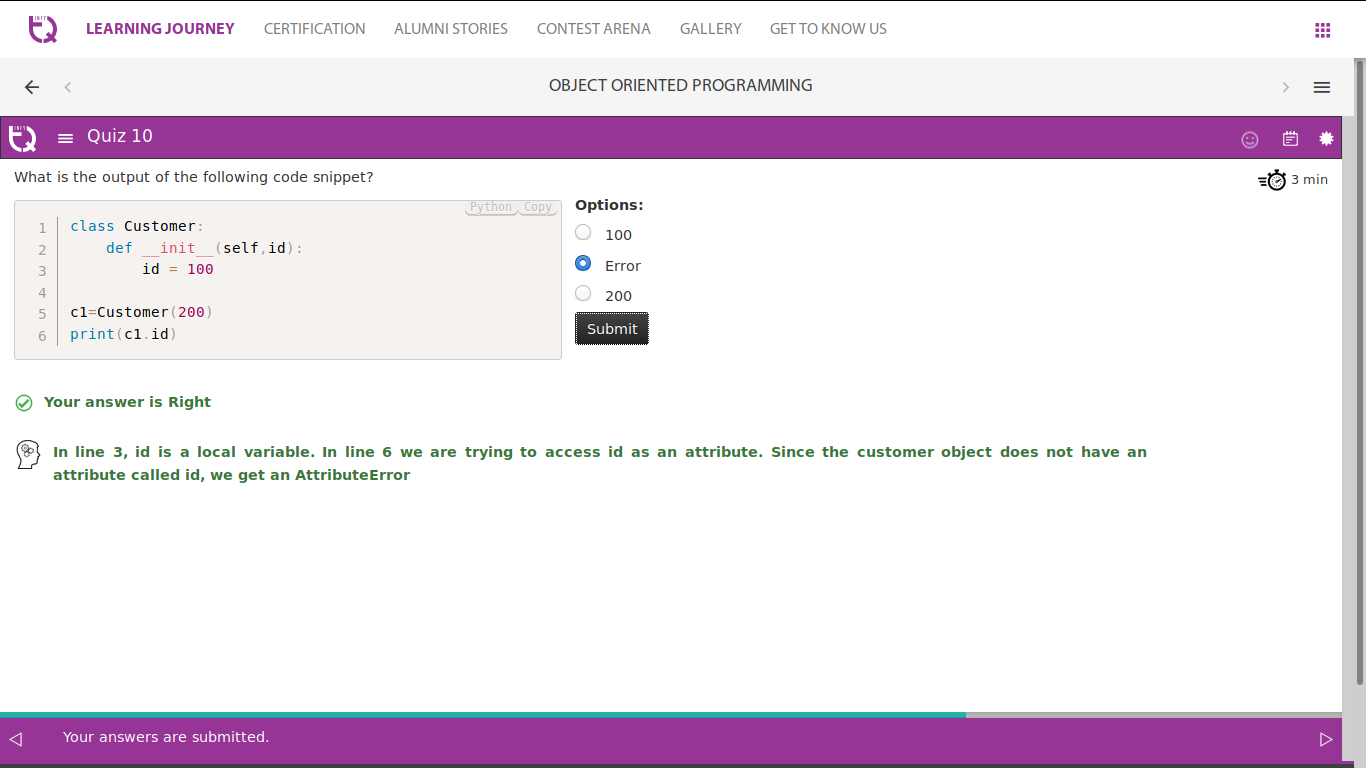 INFY TQ
LEARNING JOURNEY CERTIFICATION ALUMNI STORIES CONTEST ARENA GALLERY GET TO KNOW US
OBJECT ORIENTED PROGRAMMING
INFY TQ Quiz 10
What is the output of the following code snippet?
3 min
Python Copy
1 class Customer:
2     def __init__(self,id):
3         id = 100
4
5 c1=Customer(200)
6 print(c1.id)
Options:
100
Error
200
Submit
Your answer is Right
In line 3, id is a local variable. In line 6 we are trying to access id as an attribute. Since the customer object does not have an
attribute called id, we get an AttributeError
Your answers are submitted.